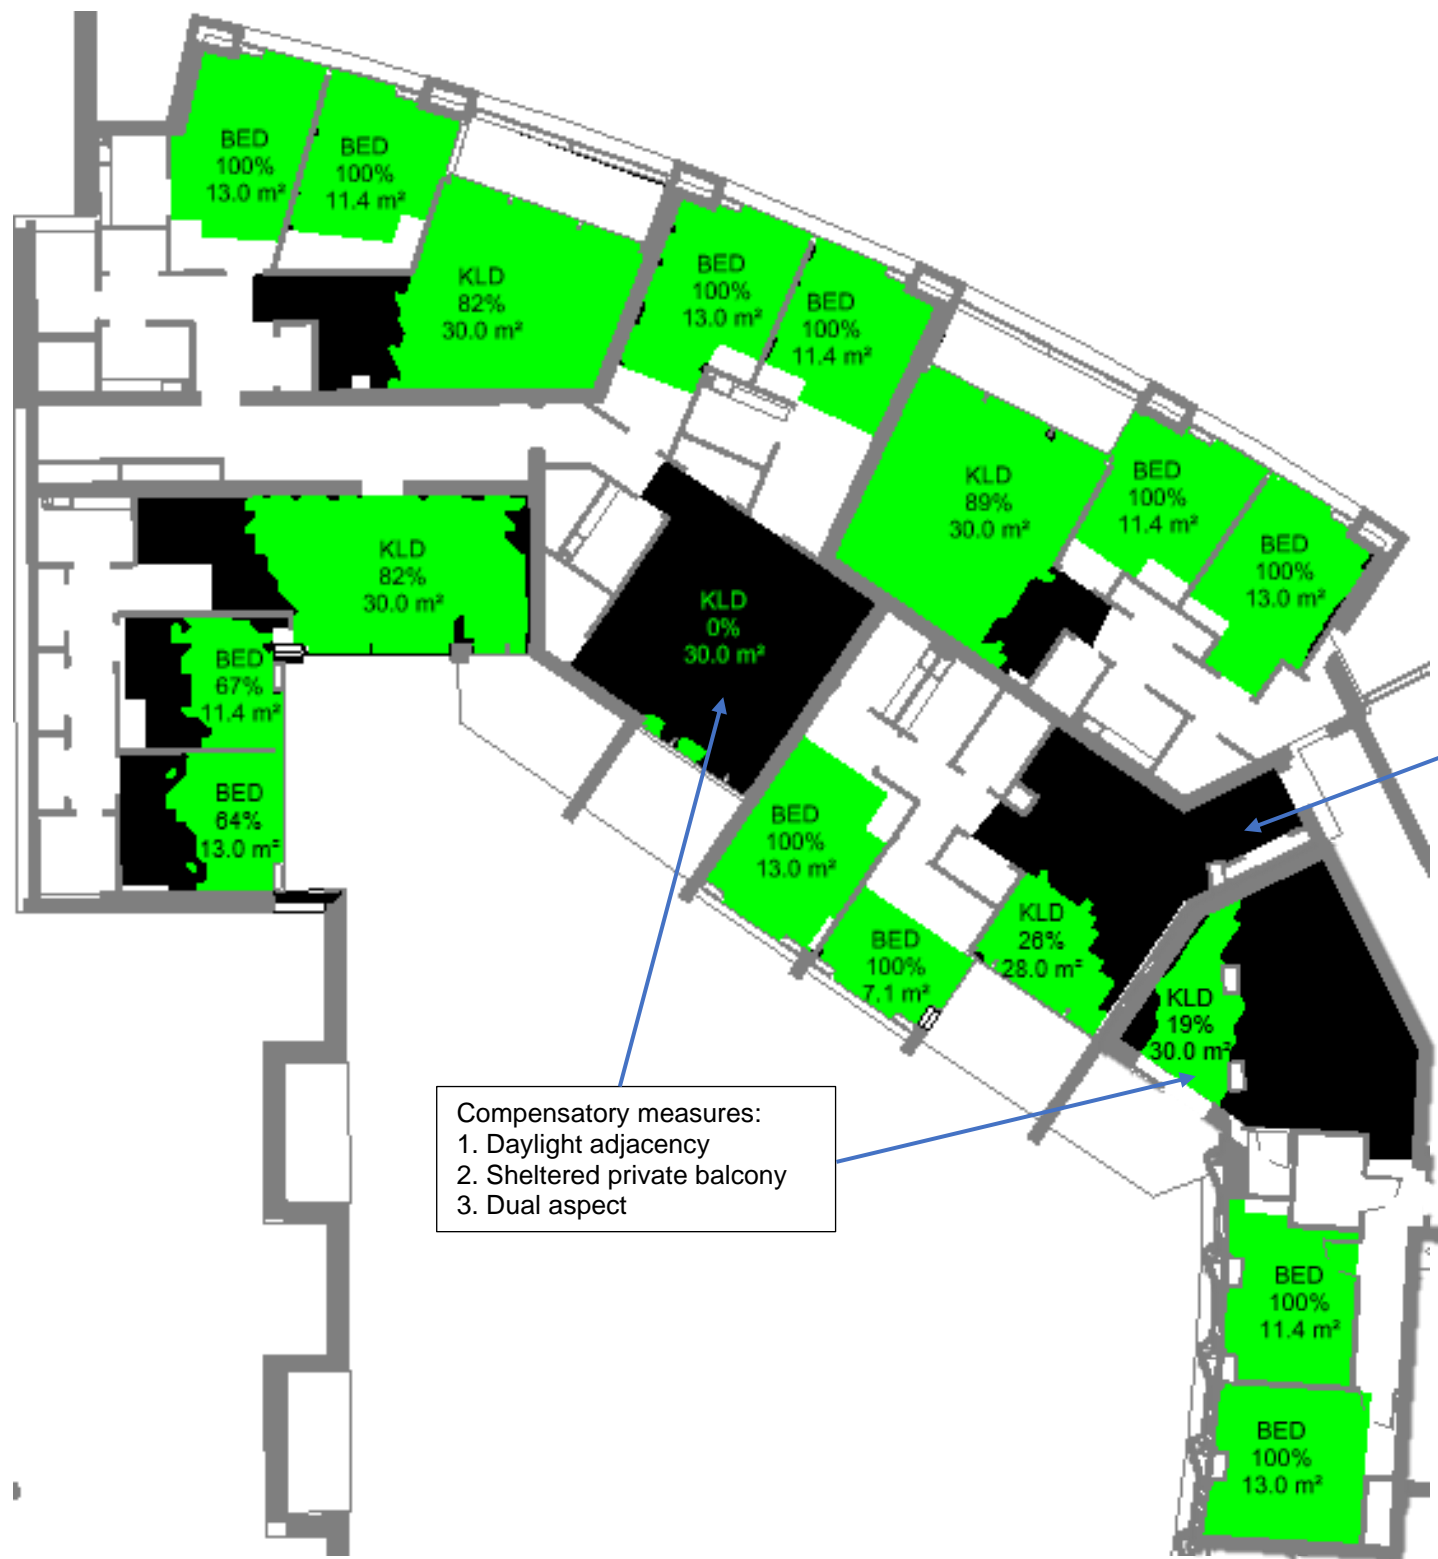 BED
100%
13.0 m²
BED
100%
11.4 m²
KLD
82%
30.0 m²
BED
100%
13.0 m²
BED
100%
11.4 m²
KLD
89%
30.0 m²
BED
100%
11.4 m²
BED
100%
13.0 m²
KLD
82%
30.0 m²
KLD
0%
30.0 m²
BED
67%
11.4 m²
BED
64%
13.0 m²
BED
100%
13.0 m²
BED
100%
7.1 m²
KLD
26%
28.0 m²
KLD
19%
30.0 m²
Compensatory measures:
1. Daylight adjacency
2. Sheltered private balcony
3. Dual aspect
BED
100%
11.4 m²
BED
100%
13.0 m²